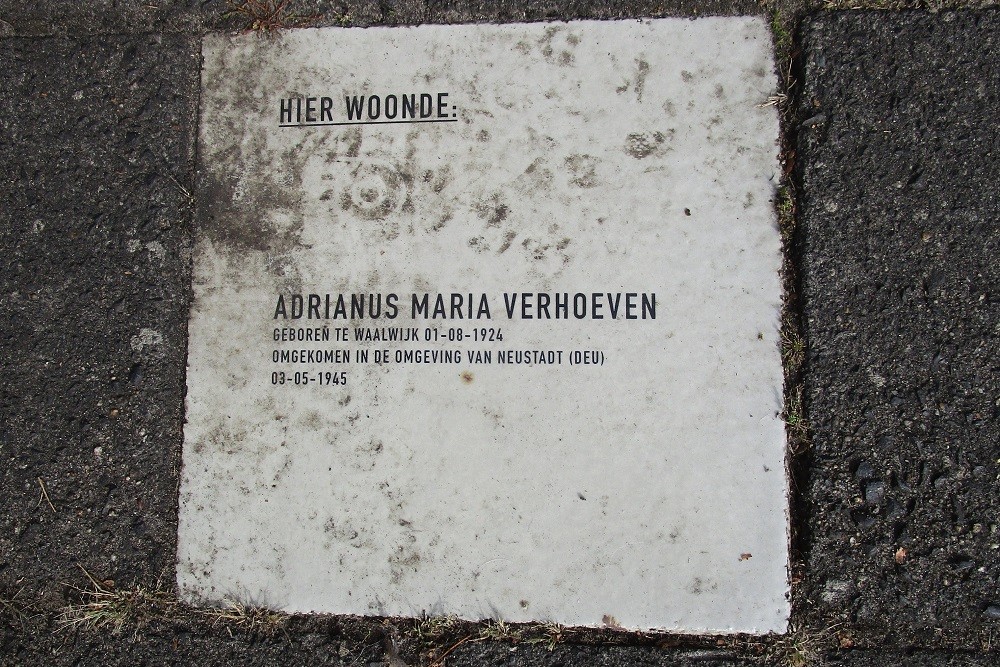 HIER WOONDE:
ADRIANUS MARIA VERHOEVEN
GEBOREN TE WAALWIJK 01-08-1924
OMGEKOMEN IN DE OMGEVING VAN NEUSTADT (DEU)
03-05-1945